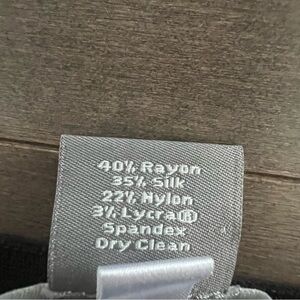 40% Rayon
35% Silk
22% Nylon
3% Lycra®
Spandex
Dry Clean